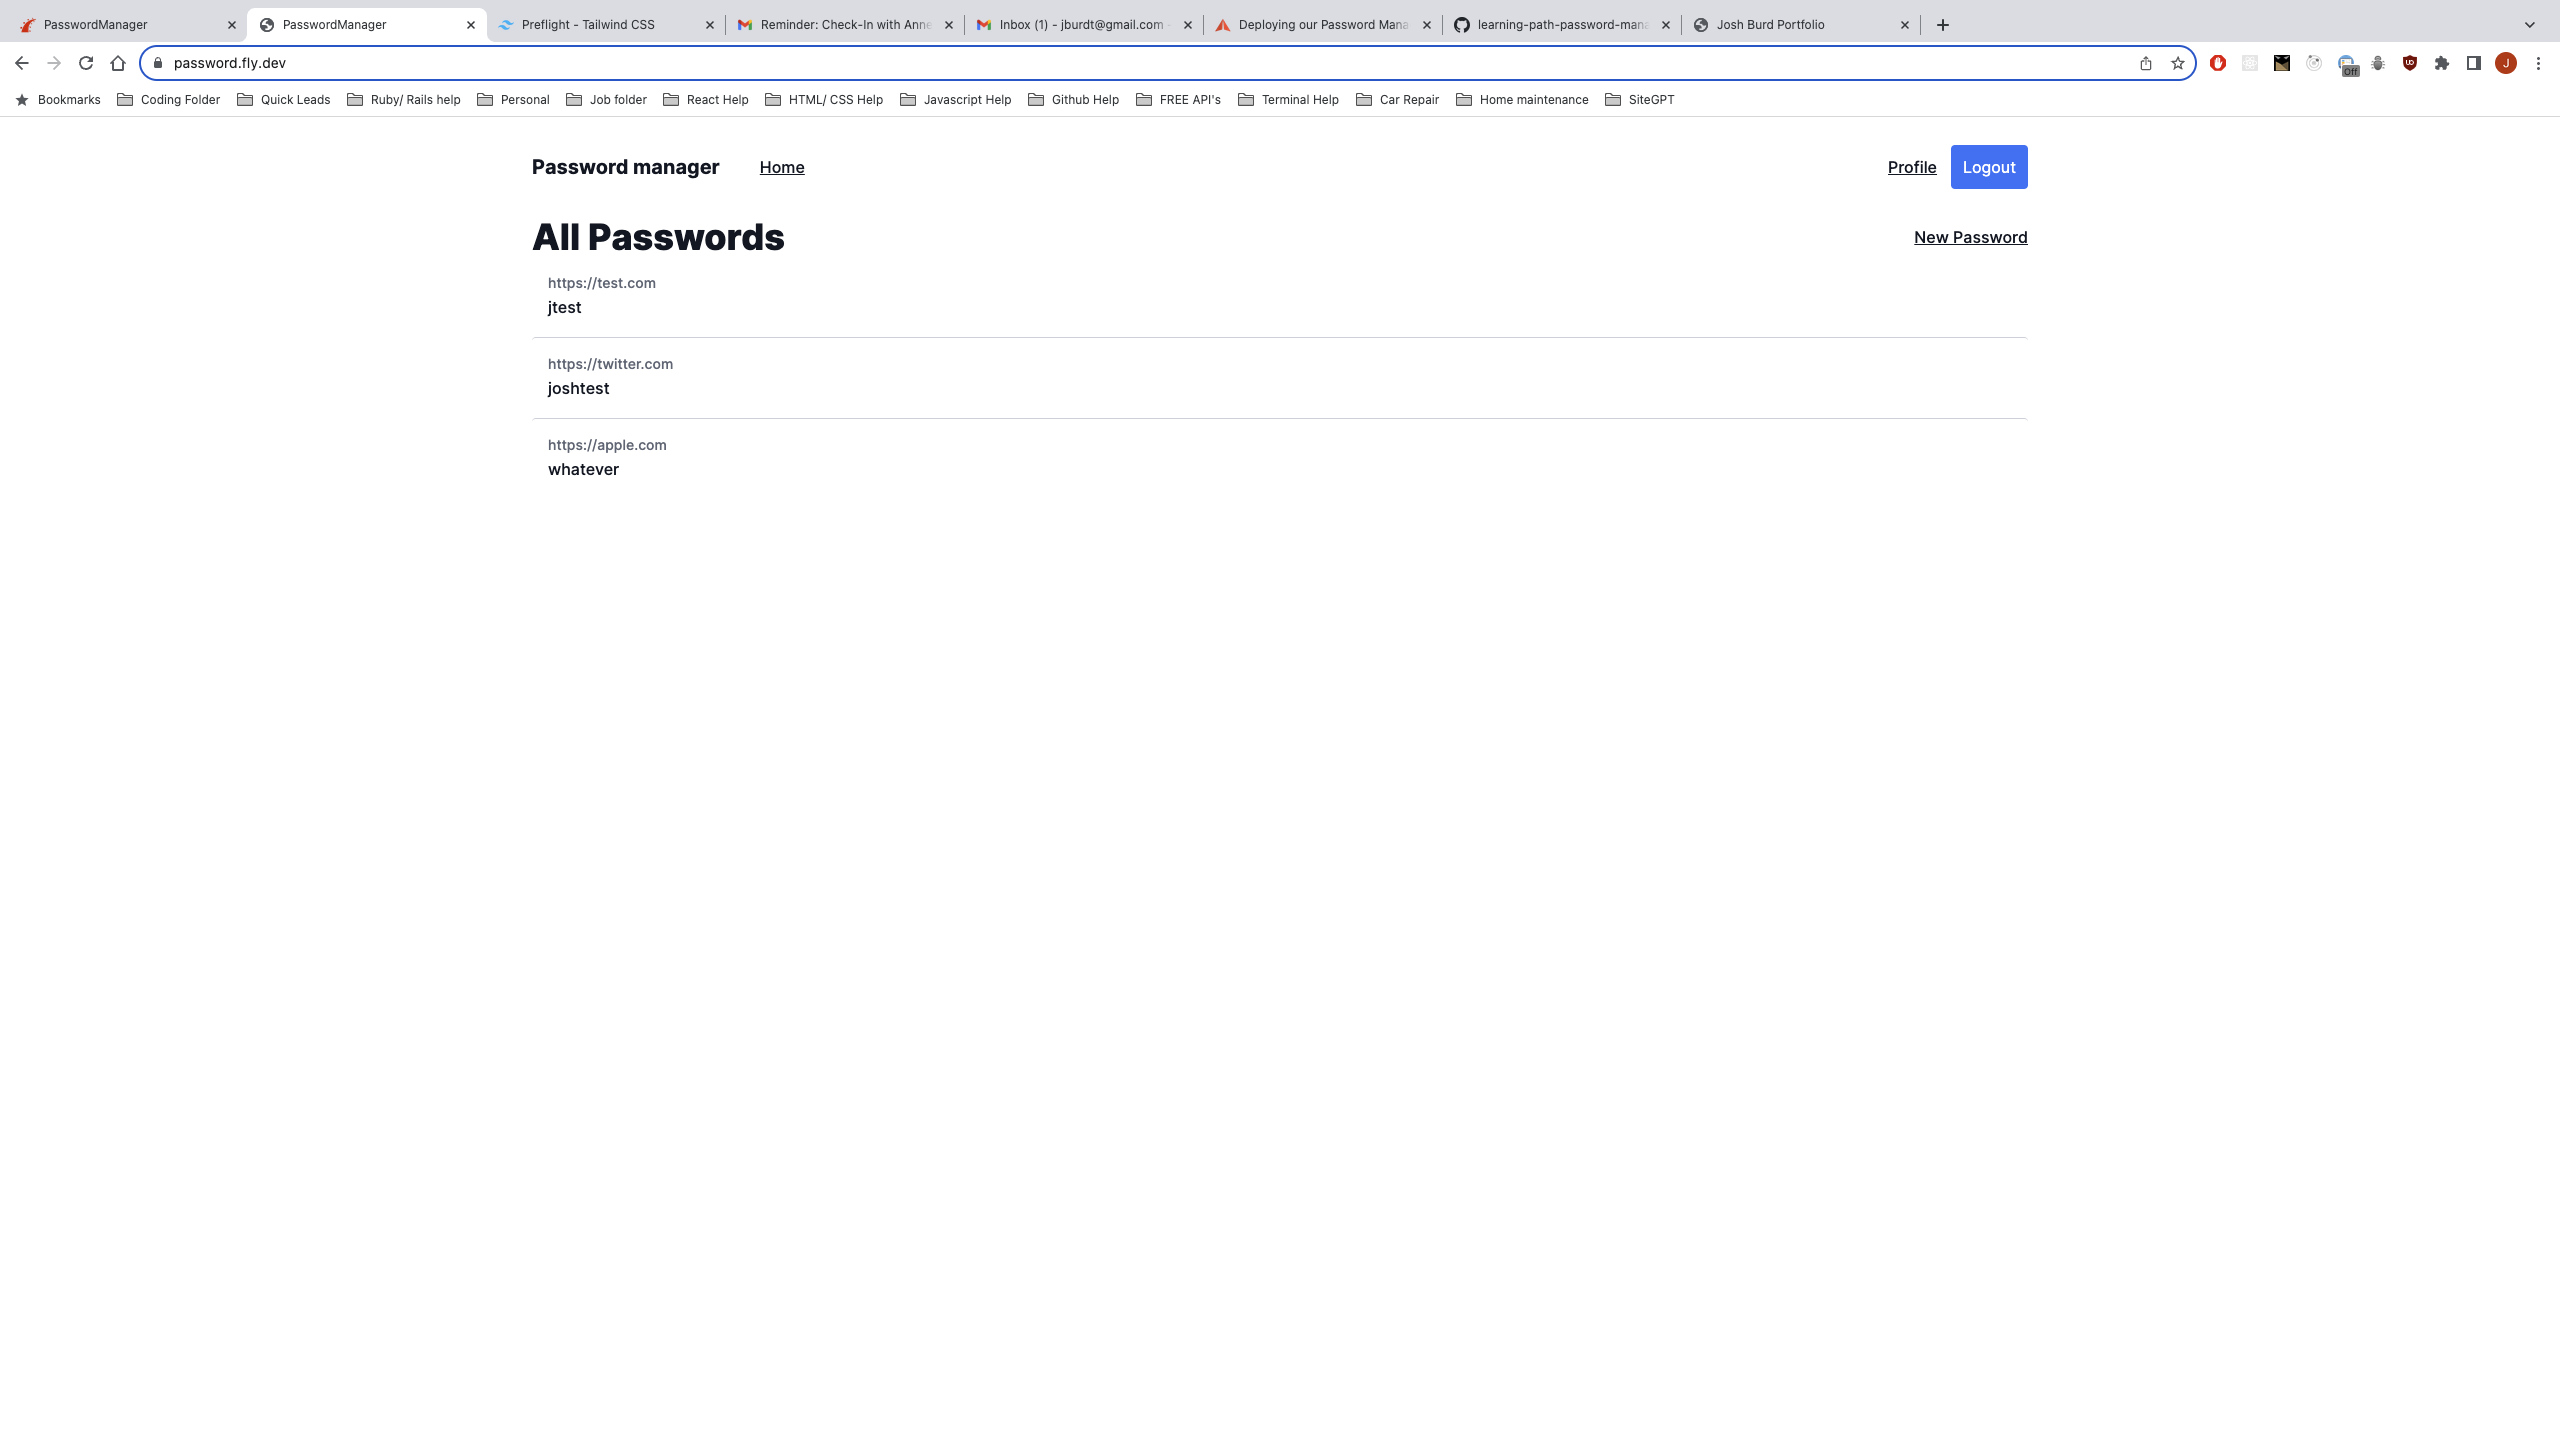 PasswordManager
PasswordManager
Preflight - Tailwind CSS
Reminder: Check-In with Anne
Inbox (1) - jburdt@gmail.com -
Deploying our Password Mana
learning-path-password-mana
Josh Burd Portfolio
password.fly.dev
Off
J
Bookmarks
Coding Folder
Quick Leads
Ruby/ Rails help
Personal
Job folder
React Help
HTML/ CSS Help
Javascript Help
Github Help
FREE API's
Terminal Help
Car Repair
Home maintenance
SiteGPT
Password manager
Home
Profile
Logout
All Passwords
New Password
https://test.com
jtest
https://twitter.com
joshtest
https://apple.com
whatever